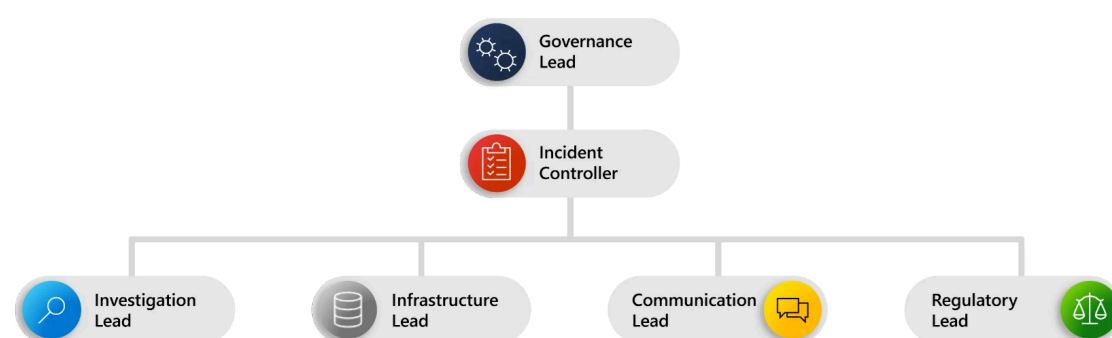 Governance
Lead
Incident
Controller
Investigation
Lead
Infrastructure
Lead
Communication
Lead
Regulatory
Lead